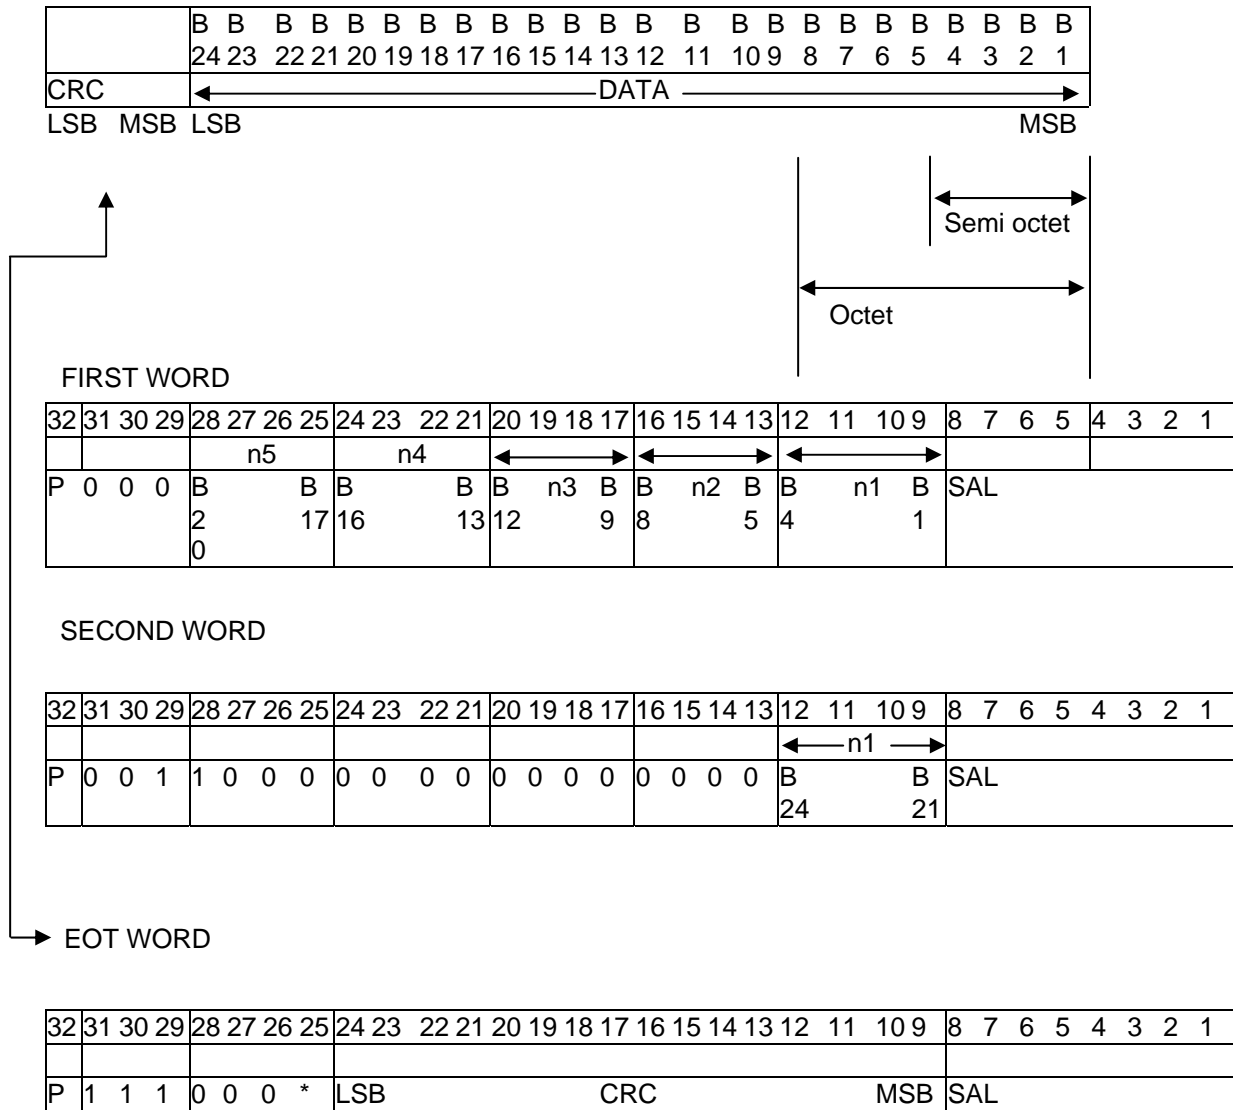 B B B B B B B B B B B B B B B B B B B B B B B B
24 23 22 21 20 19 18 17 16 15 14 13 12 11 10 9 8 7 6 5 4 3 2 1
CRC DATA
LSB MSB LSB MSB
Semi octet
Octet
FIRST WORD
32 31 30 29 28 27 26 25 24 23 22 21 20 19 18 17 16 15 14 13 12 11 10 9 8 7 6 5 4 3 2 1
n5 n4
P 0 0 0 B B B B B n3 B B n2 B B n1 B SAL
2 17 16 13 12 9 8 5 4 1
0
SECOND WORD
32 31 30 29 28 27 26 25 24 23 22 21 20 19 18 17 16 15 14 13 12 11 10 9 8 7 6 5 4 3 2 1
n1
P 0 0 1 1 0 0 0 0 0 0 0 0 0 0 0 0 0 0 0 B B SAL
24 21
EOT WORD
32 31 30 29 28 27 26 25 24 23 22 21 20 19 18 17 16 15 14 13 12 11 10 9 8 7 6 5 4 3 2 1
P 1 1 1 0 0 0 * LSB CRC MSB SAL